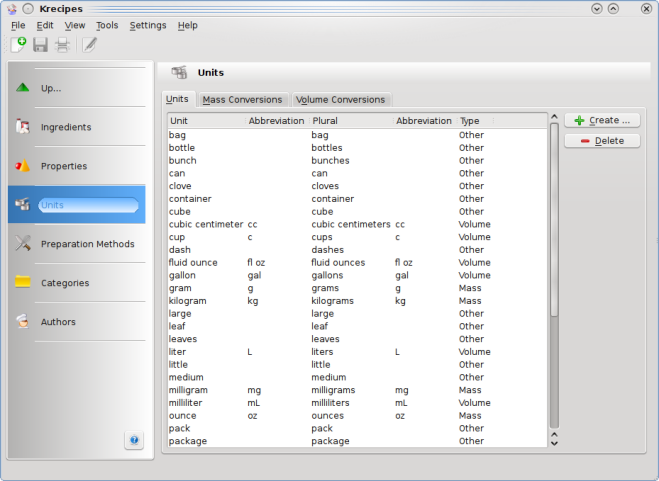 Krecipes
File Edit View Tools Settings Help
Up...
Ingredients
Properties
Units
Preparation Methods
Categories
Authors
Units
Units Mass Conversions Volume Conversions
Unit Abbreviation Plural Abbreviation Type
bag bag Other
bottle bottles Other
bunch bunches Other
can can Other
clove cloves Other
container container Other
cube cube Other
cubic centimeter cc cubic centimeters cc Volume
cup c cups c Volume
dash dashes Other
fluid ounce fl oz fluid ounces fl oz Volume
gallon gal gallons gal Volume
gram g grams g Mass
kilogram kg kilograms kg Mass
large large Other
leaf leaf Other
leaves leaves Other
liter L liters L Volume
little little Other
medium medium Other
milligram mg milligrams mg Mass
milliliter mL milliliters mL Volume
ounce oz ounces oz Mass
pack pack Other
package package Other
Create ...
Delete